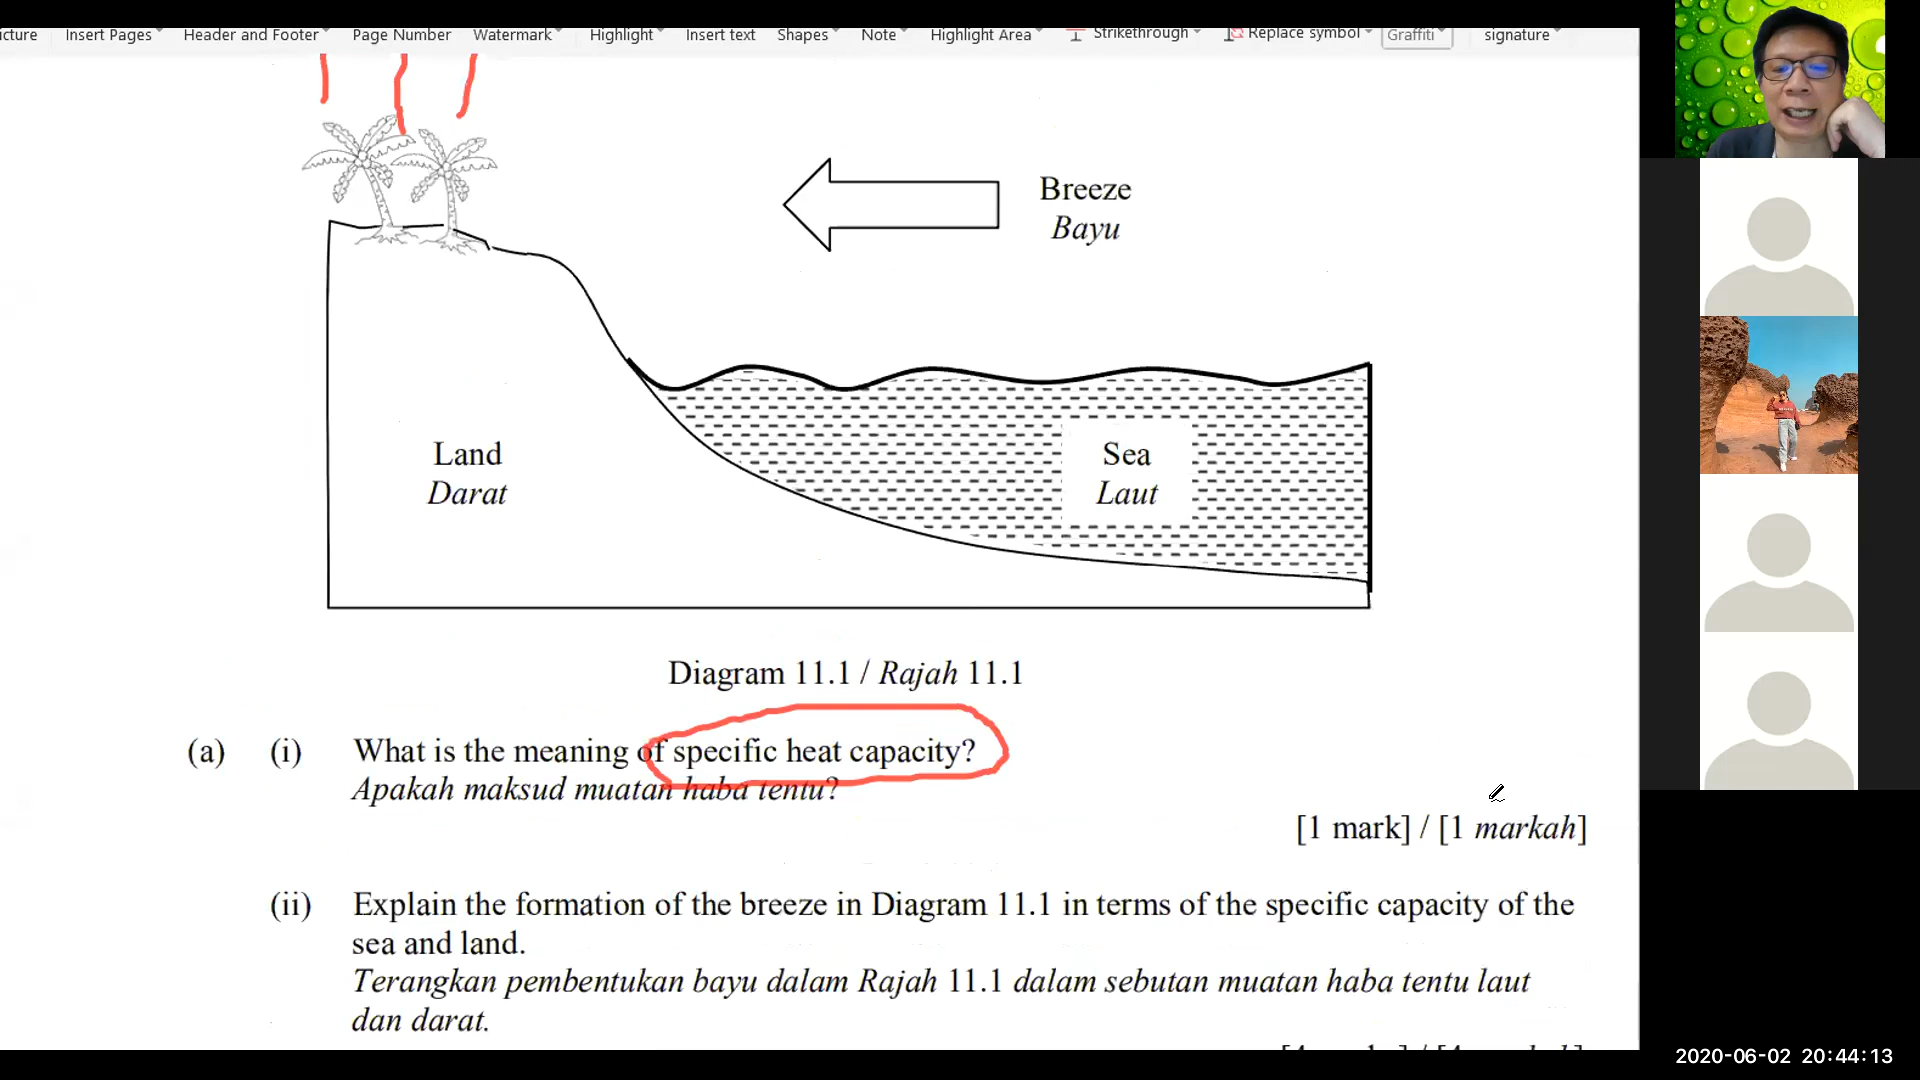 icture Insert Pages Header and Footer Page Number Watermark Highlight Insert text Shapes Note Highlight Area Strikethrough Replace symbol Graffiti signature
Breeze
Bayu
Land
Darat
Sea
Laut
Diagram 11.1 / Rajah 11.1
(a) (i) What is the meaning of specific heat capacity?
Apakah maksud muatan haba tentu?
[1 mark] / [1 markah]
(ii) Explain the formation of the breeze in Diagram 11.1 in terms of the specific capacity of the
sea and land.
Terangkan pembentukan bayu dalam Rajah 11.1 dalam sebutan muatan haba tentu laut
dan darat.
2020-06-02 20:44:13